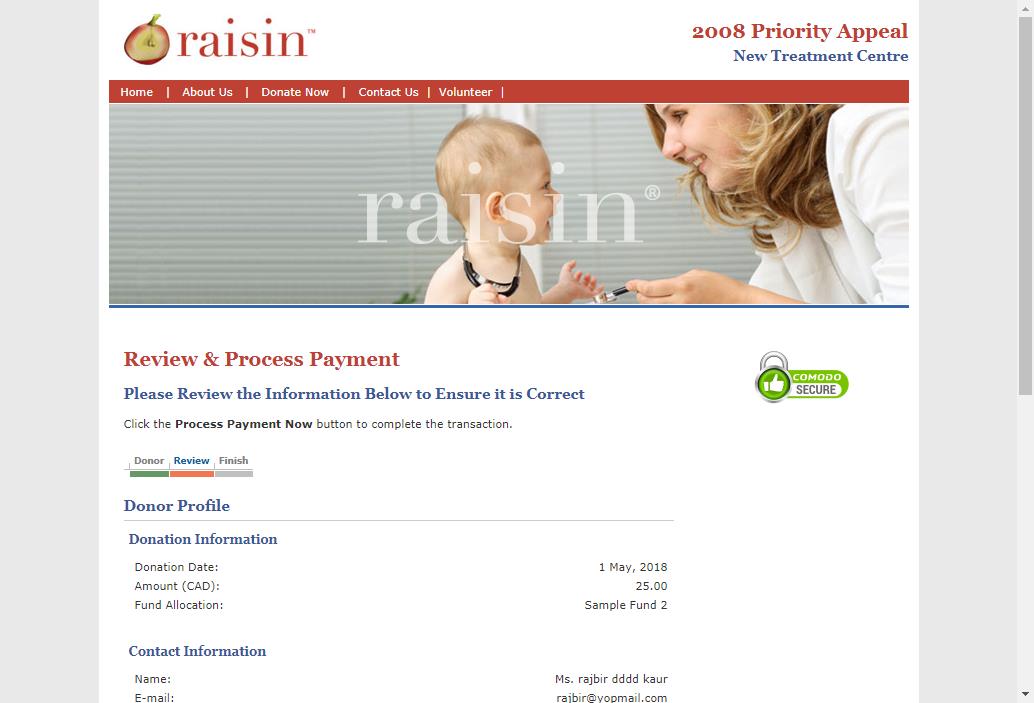 raisin™
2008 Priority Appeal
New Treatment Centre
Home | About Us | Donate Now | Contact Us | Volunteer |
raisin®
Review & Process Payment
COMODO
SECURE
Please Review the Information Below to Ensure it is Correct
Click the Process Payment Now button to complete the transaction.
Donor Review Finish
Donor Profile
Donation Information
Donation Date: 1 May, 2018
Amount (CAD): 25.00
Fund Allocation: Sample Fund 2
Contact Information
Name: Ms. rajbir dddd kaur
E-mail: rajbir@yopmail.com